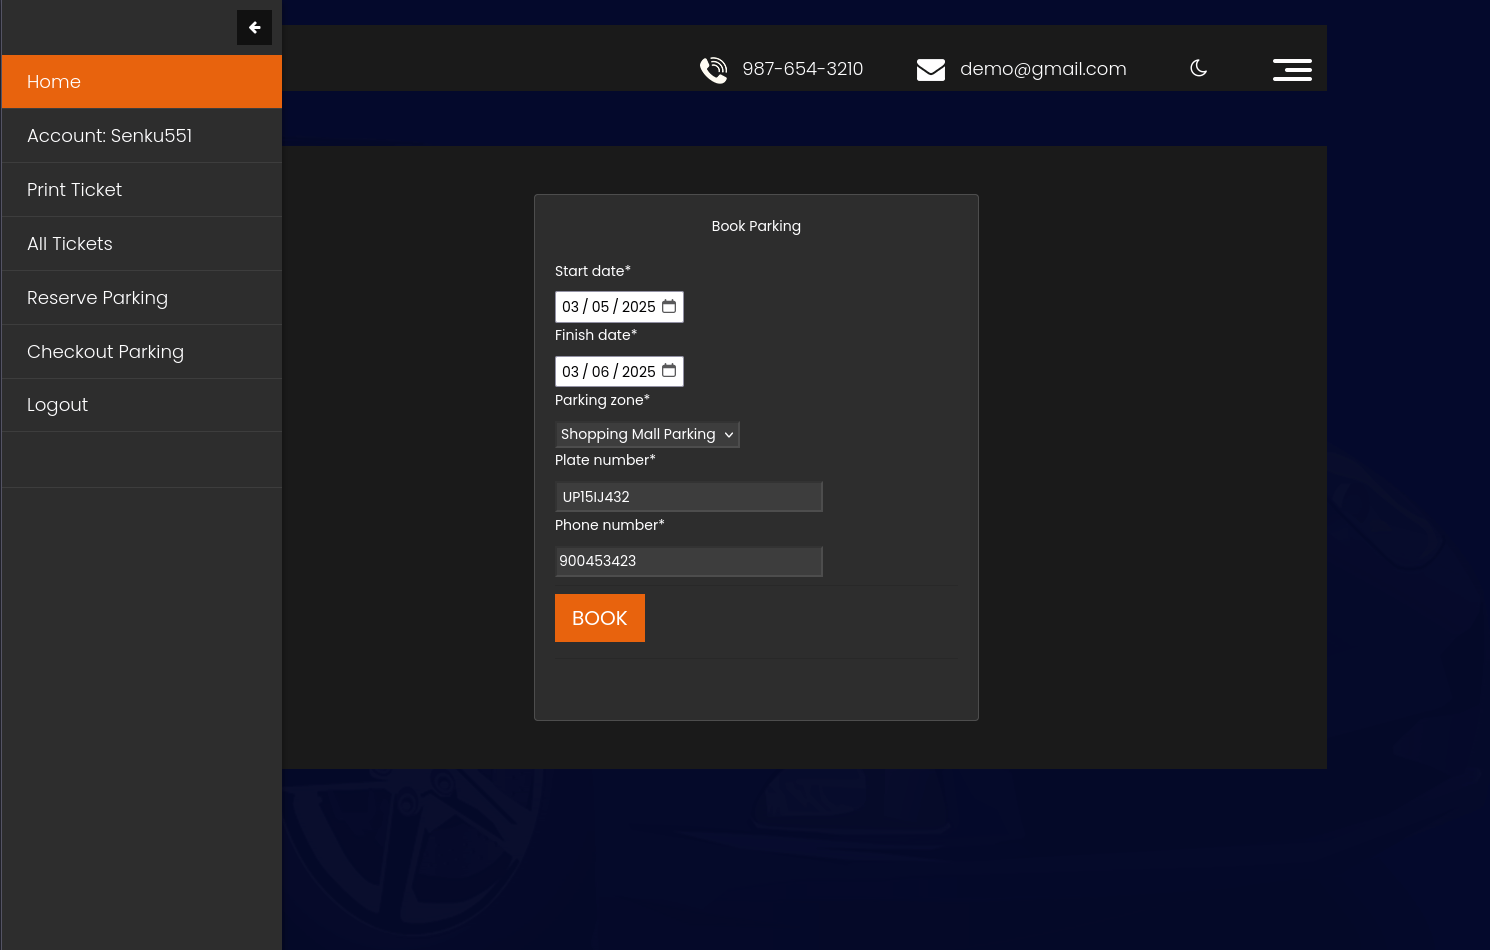 Home
Account: Senku551
Print Ticket
All Tickets
Reserve Parking
Checkout Parking
Logout
987-654-3210
demo@gmail.com
Book Parking
Start date*
03 / 05 / 2025
Finish date*
03 / 06 / 2025
Parking zone*
Shopping Mall Parking
Plate number*
UP15IJ432
Phone number*
900453423
BOOK